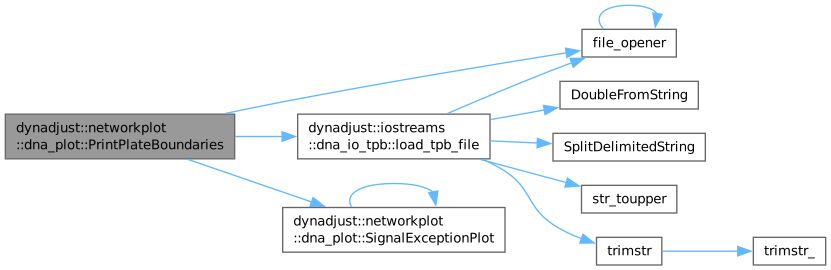 file_opener
DoubleFromString
dynadjust::networkplot
::dna_plot::PrintPlateBoundaries
dynadjust::iostreams
::dna_io_tpb::load_tpb_file
SplitDelimitedString
str_toupper
dynadjust::networkplot
::dna_plot::SignalExceptionPlot
trimstr
trimstr_